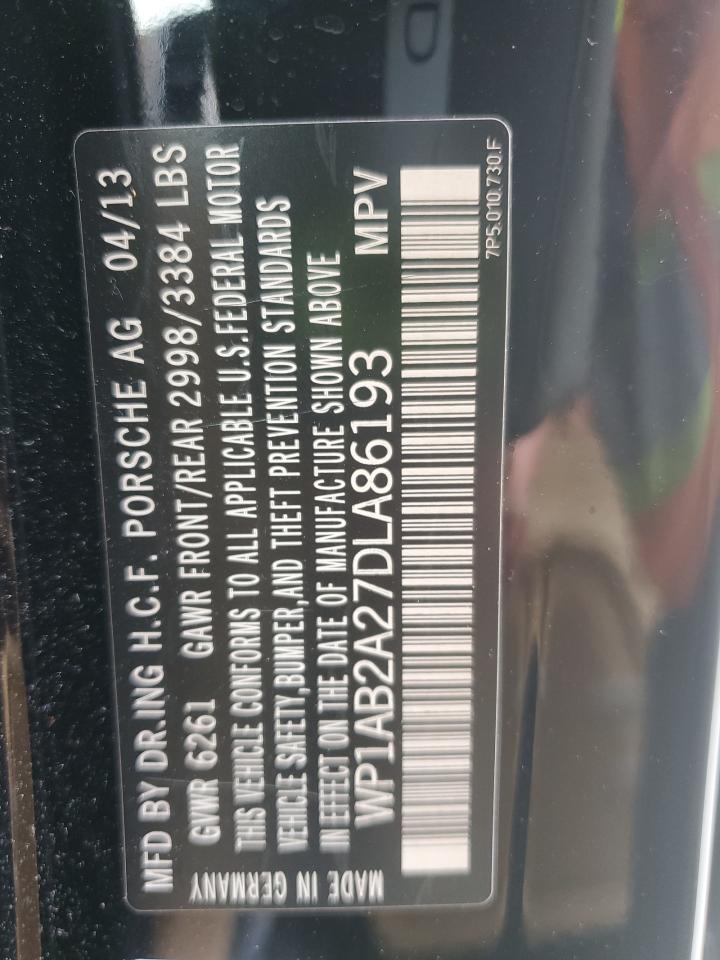 MFD BY DR.ING H.C.F. PORSCHE AG 04/13
GVWR 6261 GAWR FRONT/REAR 2998/3384 LBS
THIS VEHICLE CONFORMS TO ALL APPLICABLE U.S.FEDERAL MOTOR
VEHICLE SAFETY,BUMPER,AND THEFT PREVENTION STANDARDS
IN EFFECT ON THE DATE OF MANUFACTURE SHOWN ABOVE
WP1AB2A27DLA86193 MPV
MADE IN GERMANY
7P5.010.730.F
D